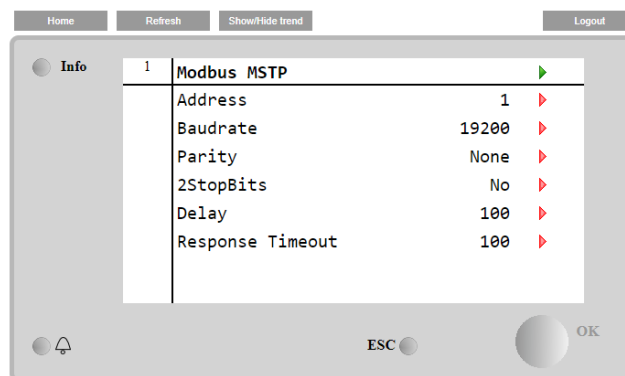 Home Refresh Show/Hide trend Logout
Info
1 Modbus MSTP
Address 1
Baudrate 19200
Parity None
2StopBits No
Delay 100
Response Timeout 100
ESC OK